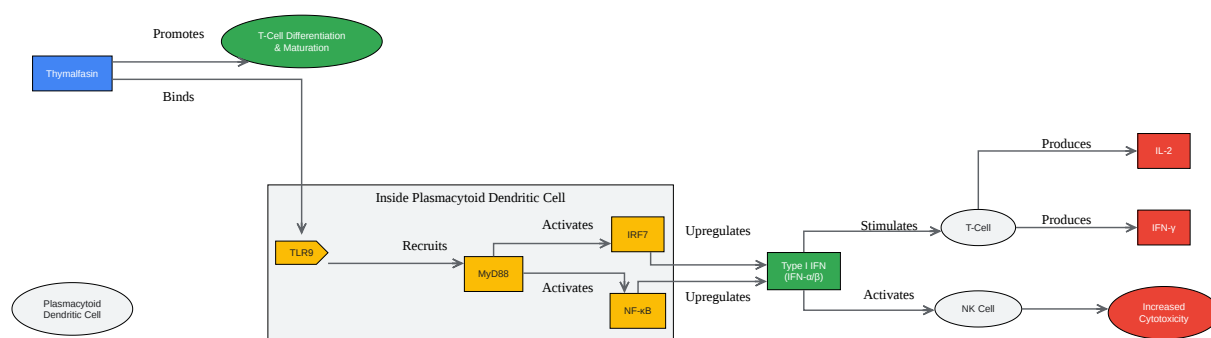 Promotes
T-Cell Differentiation
& Maturation
Thymalfasin
Binds
Produces
IL-2
Inside Plasmacytoid Dendritic Cell
Activates
IRF7
Upregulates
Stimulates
T-Cell
Produces
IFN-γ
TLR9
Recruits
MyD88
Type I IFN
(IFN-α/β)
Activates
NF-κB
Upregulates
Activates
NK Cell
Increased
Cytotoxicity
Plasmacytoid
Dendritic Cell